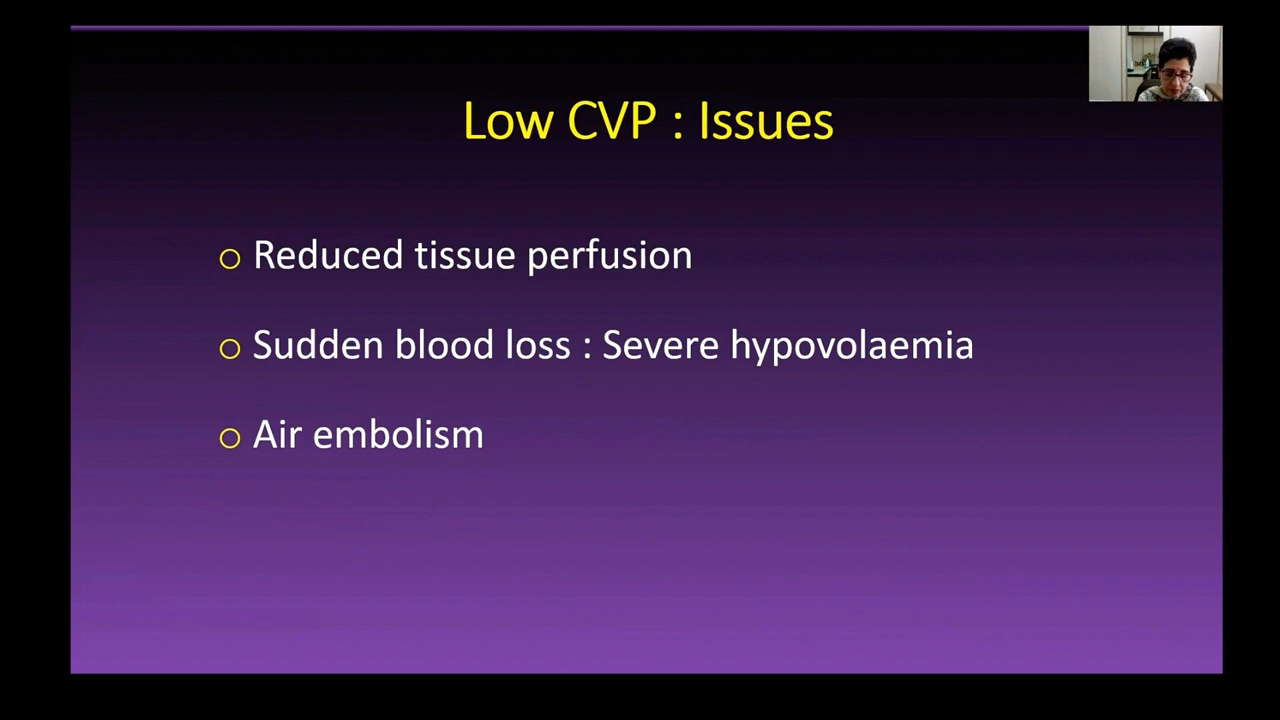 Low CVP : Issues
Reduced tissue perfusion
Sudden blood loss : Severe hypovolaemia
Air embolism